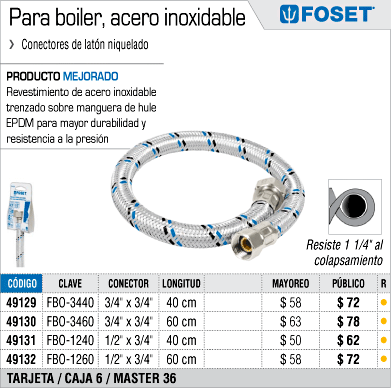 Para boiler, acero inoxidable
FOSET
Conectores de latón niquelado
PRODUCTO MEJORADO
Revestimiento de acero inoxidable
trenzado sobre manguera de hule
EPDM para mayor durabilidad y
resistencia a la presión
FOSET
Resiste 1 1/4" al
colapsamiento
CÓDIGO CLAVE CONECTOR LONGITUD MAYOREO PÚBLICO R
49129 FBO-3440 3/4" x 3/4" 40 cm $ 58 $ 72
49130 FBO-3460 3/4" x 3/4" 60 cm $ 63 $ 78
49131 FBO-1240 1/2" x 3/4" 40 cm $ 50 $ 62
49132 FBO-1260 1/2" x 3/4" 60 cm $ 58 $ 72
TARJETA / CAJA 6 / MASTER 36